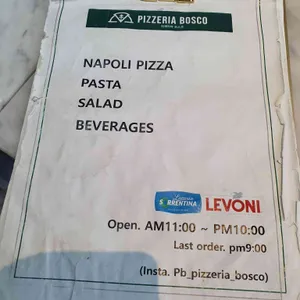 PIZZERIA BOSCO
NAPOLI PIZZA
PASTA
SALAD
BEVERAGES
SORRENTINA
LEVONI
Open. AM11:00 ~ PM10:00
Last order. pm9:00
(Insta. Pb_pizzeria_bosco)